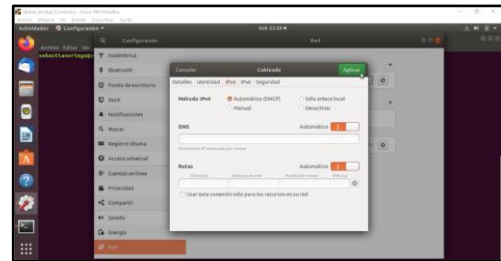 Actividades
Configuración
Configuración
Red
Archivo Editar Ver
Inalámbrica
Bluetooth
Fondo de escritorio
Dock
Notificaciones
Buscar
Región e idioma
Acceso universal
Cuentas en línea
Privacidad
Compartir
Sonido
Energía
Red
Cancelar
Cableado
Aplicar
Detalles Identidad IPv4 IPv6 Seguridad
Método IPv4
Automático (DHCP)
Sólo enlace local
Manual
Desactivar
DNS
Automático
Rutas
Automático
Usar esta conexión sólo para los recursos en su red